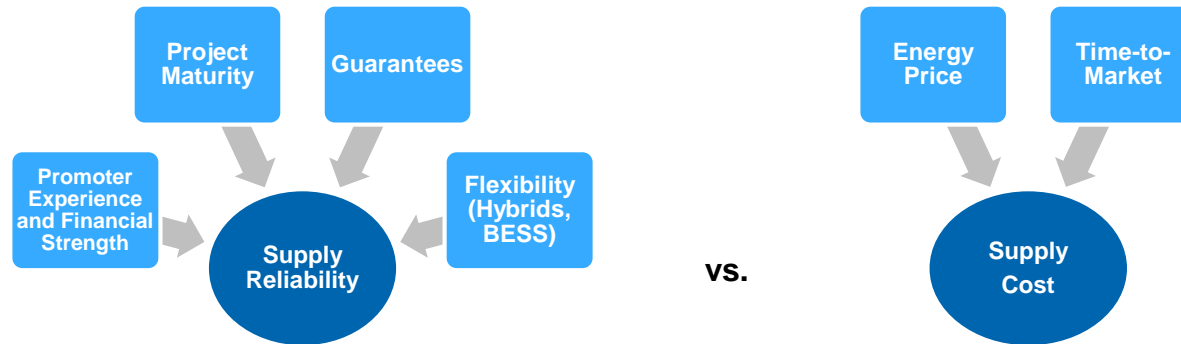 Project
Maturity
Guarantees
Promoter
Experience
and Financial
Strength
Flexibility
(Hybrids,
BESS)
Supply
Reliability
vs.
Energy
Price
Time-to-
Market
Supply
Cost